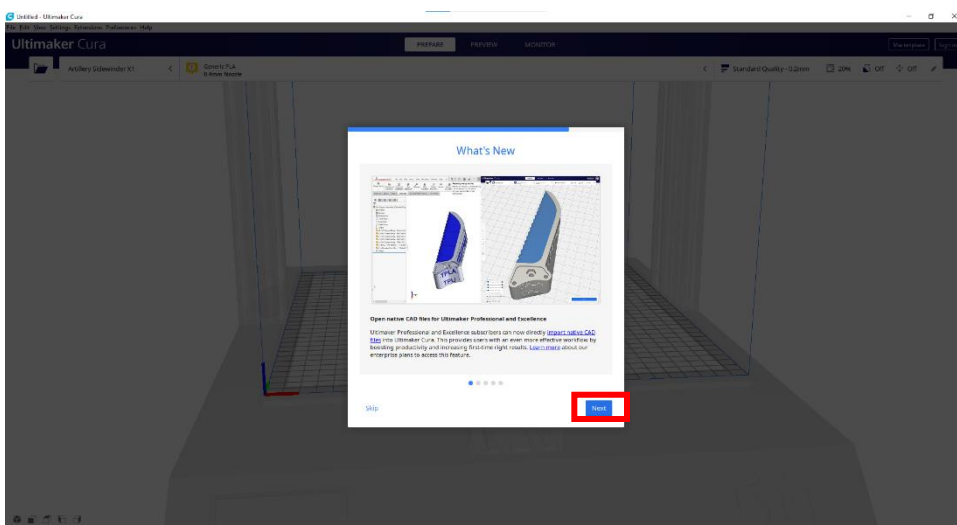 Untitled - Ultimaker Cura
File Edit View Settings Extensions Preferences Help
Ultimaker Cura
PREPARE
PREVIEW
MONITOR
Marketplace
Sign
Artillery Sidewinder X1
Generic PLA
0.4mm Nozzle
Standard Quality - 0.2mm
20%
Off
Off
What's New
TPLA
TPU
Open native CAD files for Ultimaker Professional and Excellence
Ultimaker Professional and Excellence subscribers can now directly import native CAD
files into Ultimaker Cura. This provides users with an even more effective workflow by
boosting productivity and increasing first-time right results. Learn more about our
enterprise plans to access this feature.
Skip
Next